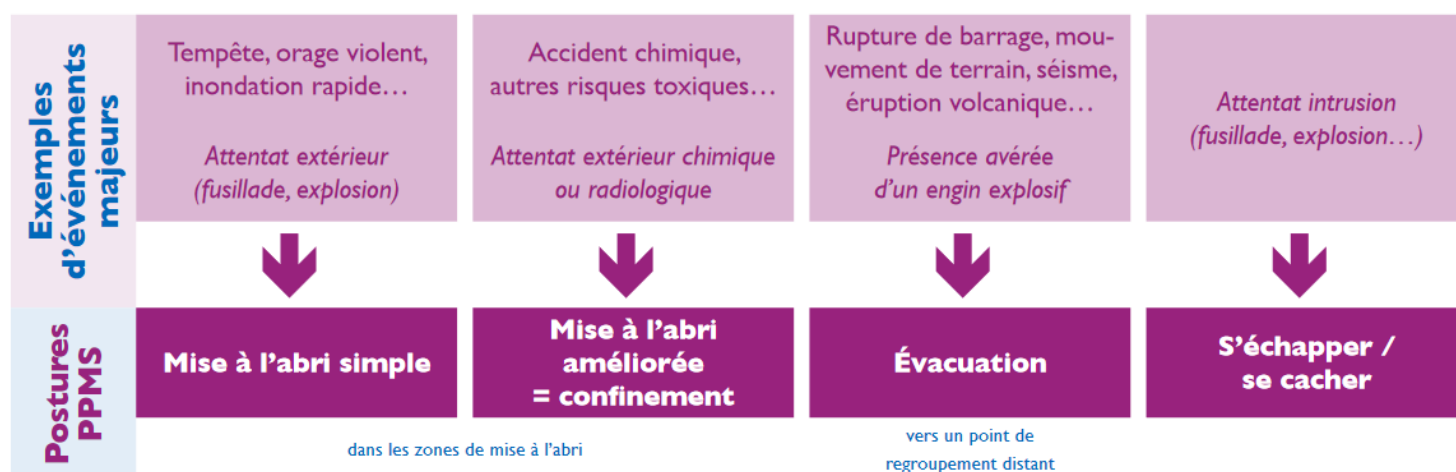 Exemples
d'événements
majeurs
Tempête, orage violent,
inondation rapide…
Attentat extérieur
(fusillade, explosion)
Accident chimique,
autres risques toxiques…
Attentat extérieur chimique
ou radiologique
Rupture de barrage, mou-
vement de terrain, séisme,
éruption volcanique…
Présence avérée
d'un engin explosif
Attentat intrusion
(fusillade, explosion…)
Postures
PPMS
Mise à l'abri simple
Mise à l'abri
améliorée
= confinement
Évacuation
S'échapper /
se cacher
dans les zones de mise à l'abri
vers un point de
regroupement distant